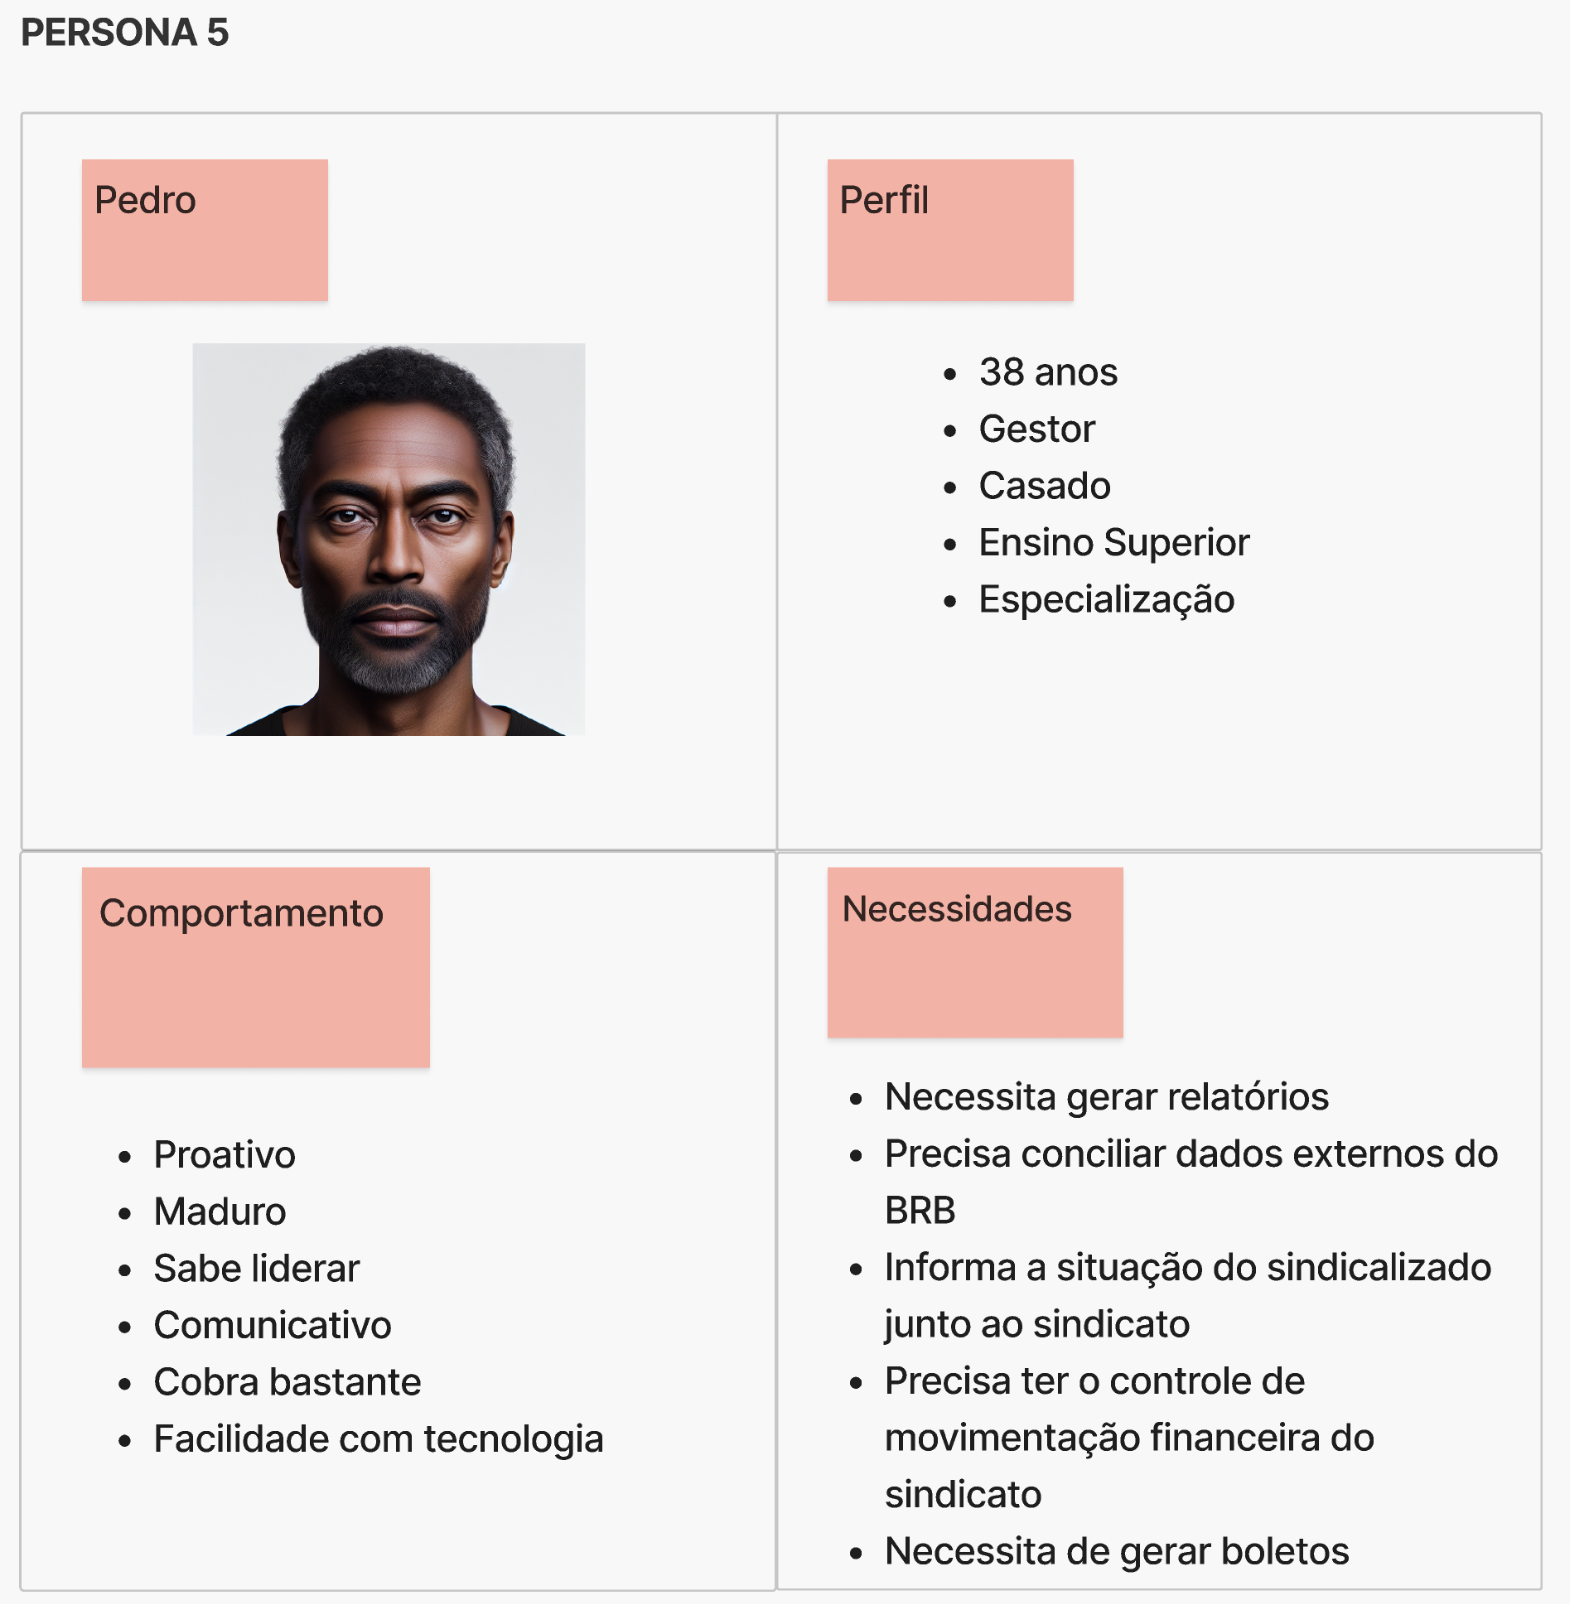 PERSONA 5
Pedro
Perfil
38 anos
Gestor
Casado
Ensino Superior
Especialização
Comportamento
Proativo
Maduro
Sabe liderar
Comunicativo
Cobra bastante
Facilidade com tecnologia
Necessidades
Necessita gerar relatórios
Precisa conciliar dados externos do
BRB
Informa a situação do sindicalizado
junto ao sindicato
Precisa ter o controle de
movimentação financeira do
sindicato
Necessita de gerar boletos